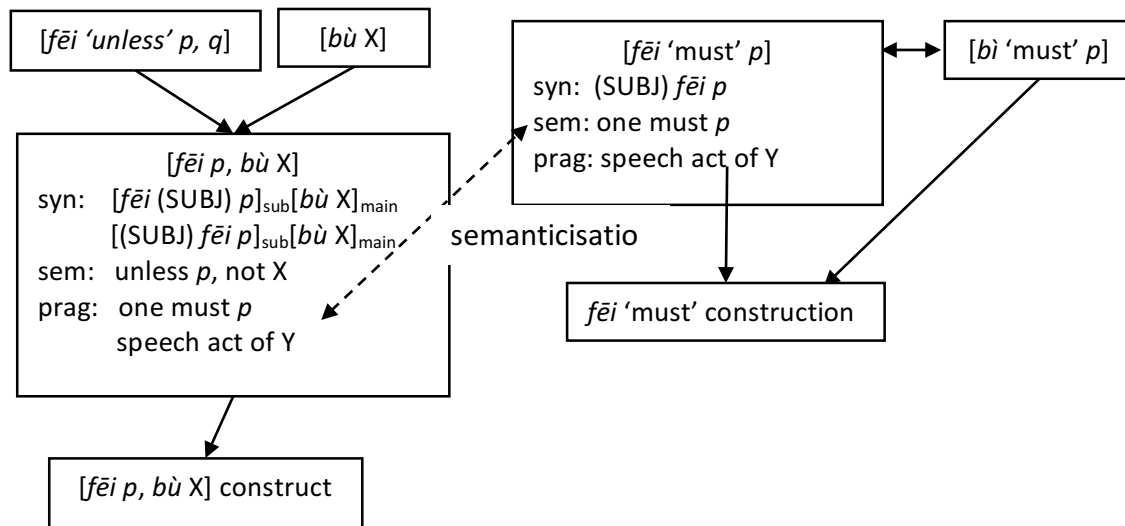 [fēi ‘unless’ p, q]
[bù X]
[fēi p, bù X]
syn: [fēi (SUBJ) p]sub[bù X]main
[(SUBJ) fēi p]sub[bù X]main
sem: unless p, not X
prag: one must p
speech act of Y
[fēi p, bù X] construct
semanticisatio
[fēi ‘must’ p]
syn: (SUBJ) fēi p
sem: one must p
prag: speech act of Y
[bì ‘must’ p]
fēi ‘must’ construction